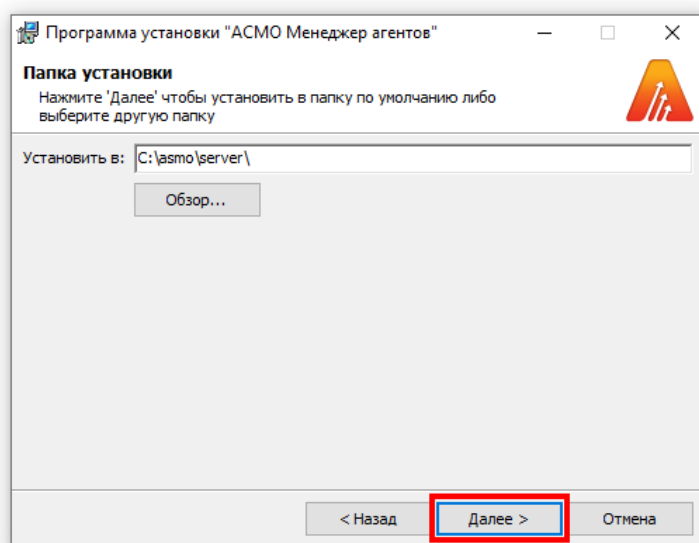 Программа установки "АСМО Менеджер агентов"
Папка установки
Нажмите 'Далее' чтобы установить в папку по умолчанию либо
выберите другую папку
Установить в: C:\asmo\server\
Обзор...
< Назад Далее > Отмена